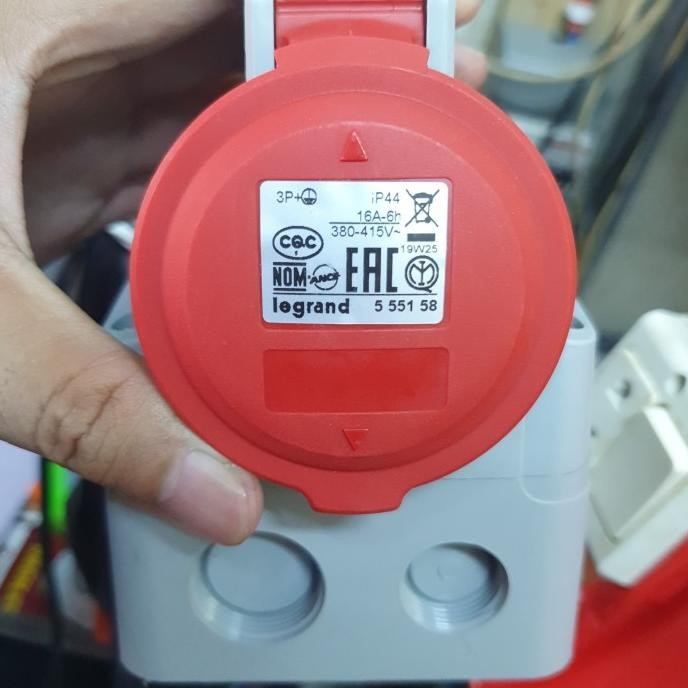 3P+⏚ IP44
16A-6h
380-415V~
19W25
CQC
NOM ANCE EAC
legrand 5 551 58